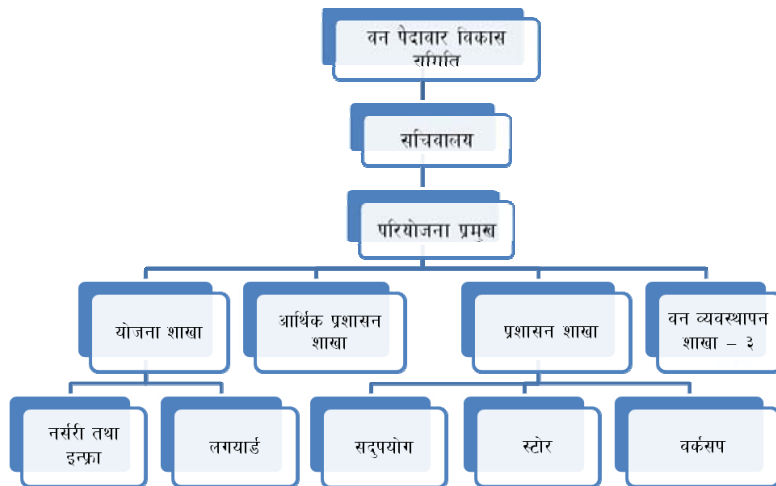 वन पैदावार विकास
समिति
सचिवालय
परियोजना प्रमुख
योजना शाखा
आर्थिक प्रशासन
शाखा
प्रशासन शाखा
वन व्यवस्थापन
शाखा – ३
नर्सरी तथा
इन्फ्रा
लगयार्ड
सदुपयोग
स्टोर
वर्कसप